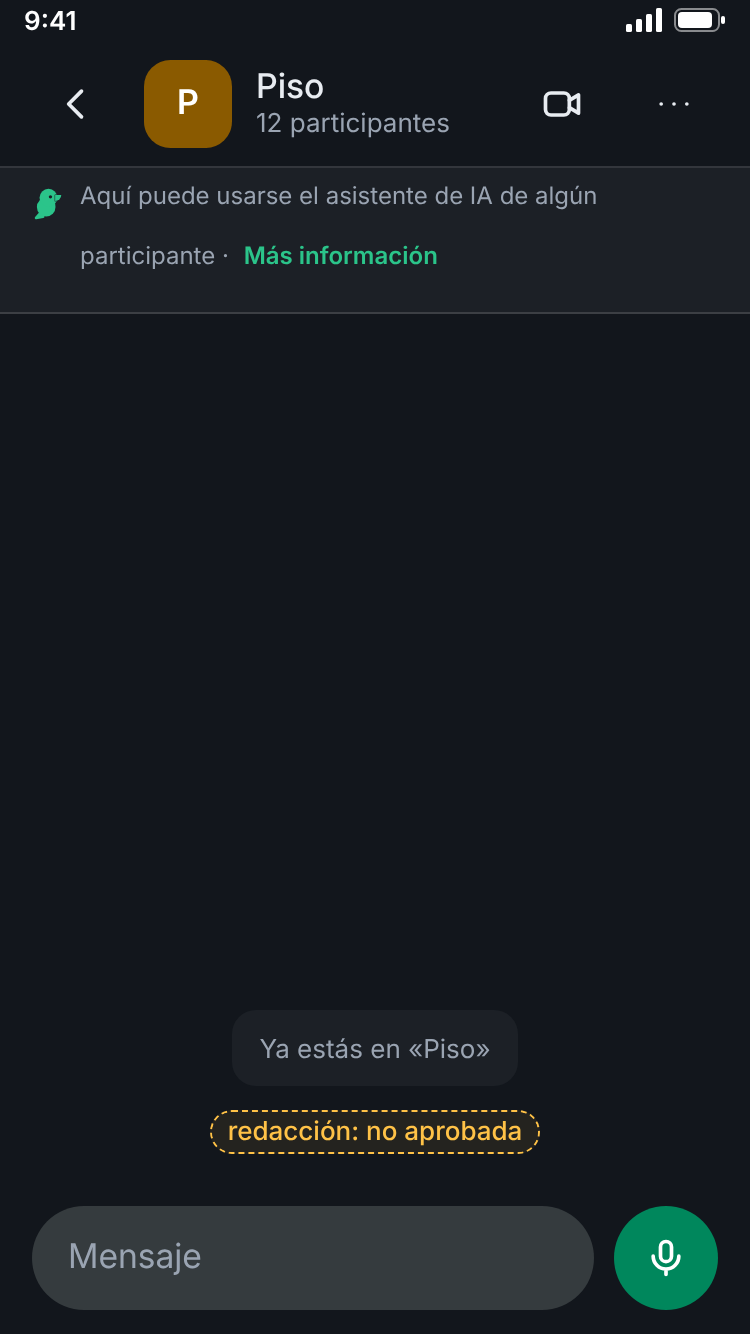 9:41
P
Piso
12 participantes
Aquí puede usarse el asistente de IA de algún
participante · Más información
Ya estás en «Piso»
redacción: no aprobada
Mensaje